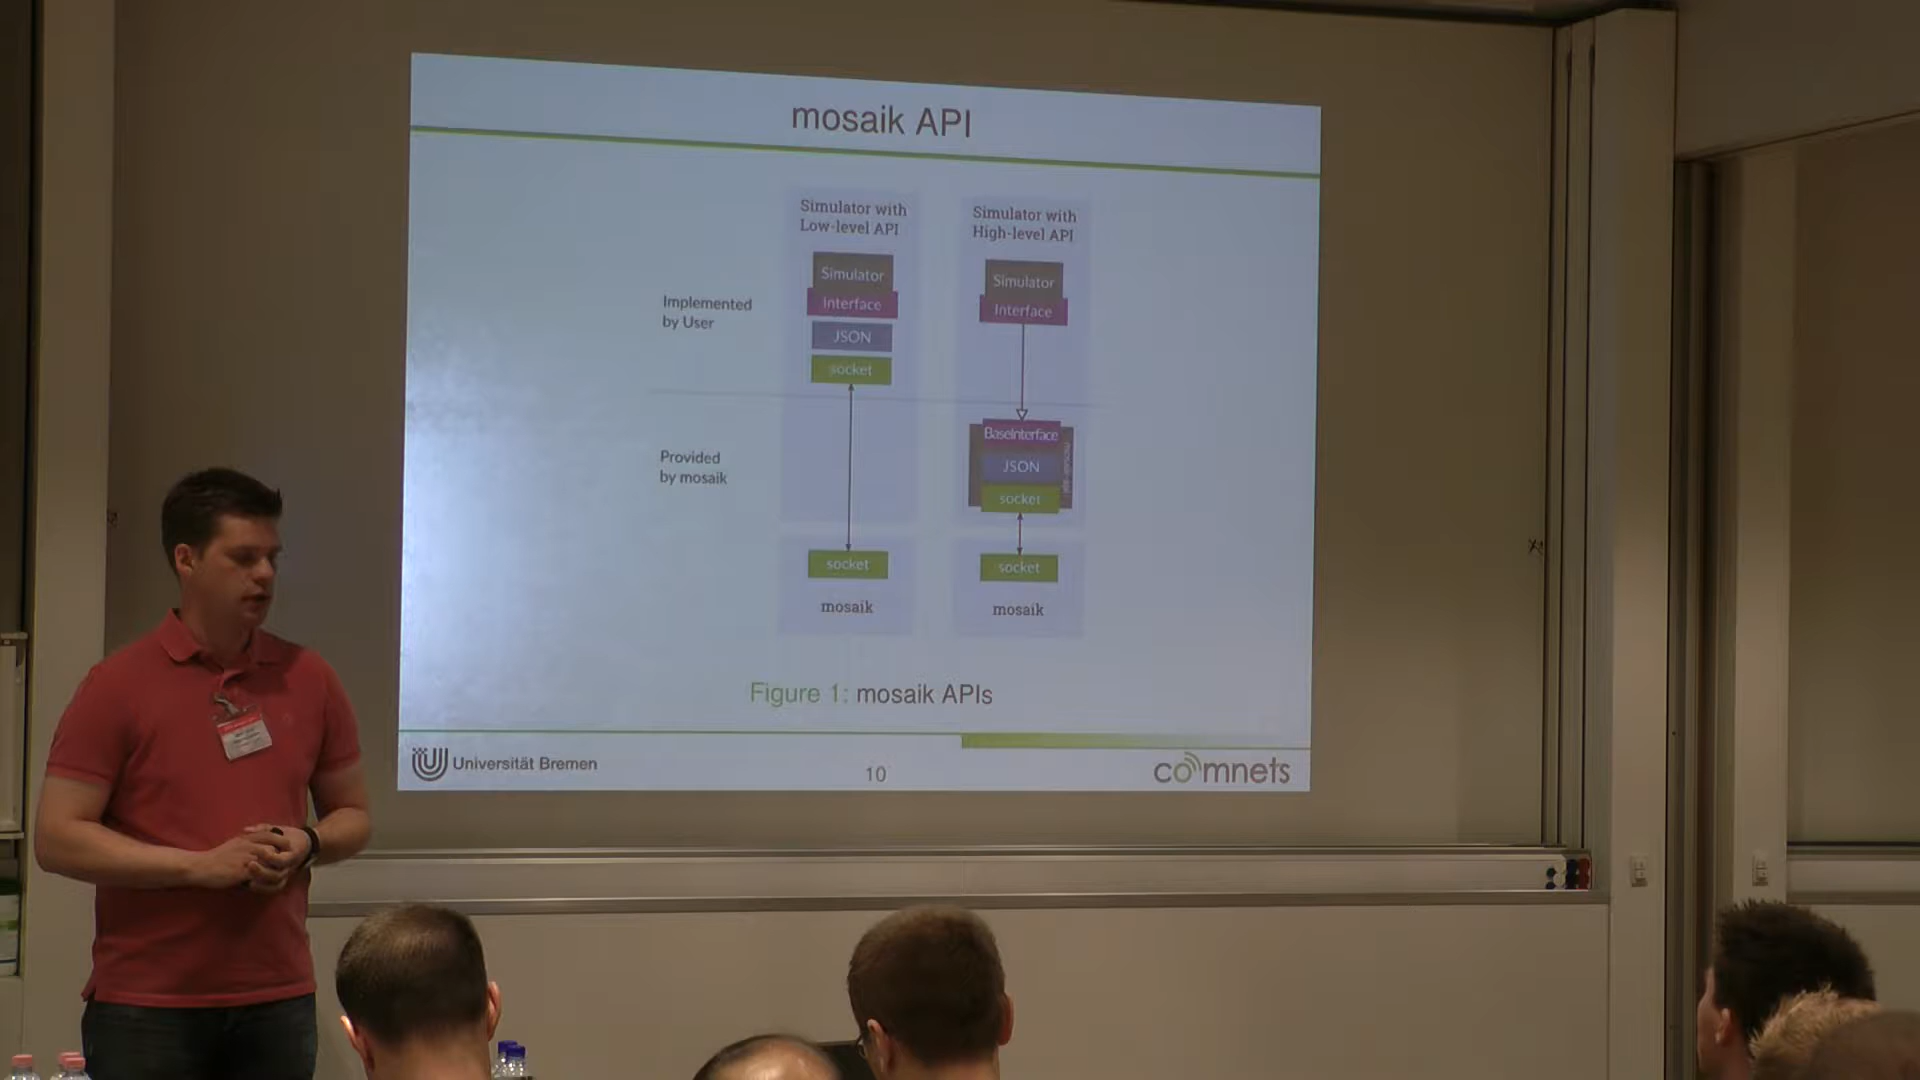 mosaik API
Simulator with
Low-level API
Simulator with
High-level API
Implemented
by User
Simulator
Interface
JSON
socket
Simulator
Interface
Provided
by mosaik
BaseInterface
JSON
socket
socket
mosaik
socket
mosaik
Figure 1: mosaik APIs
Universität Bremen
10
comnets